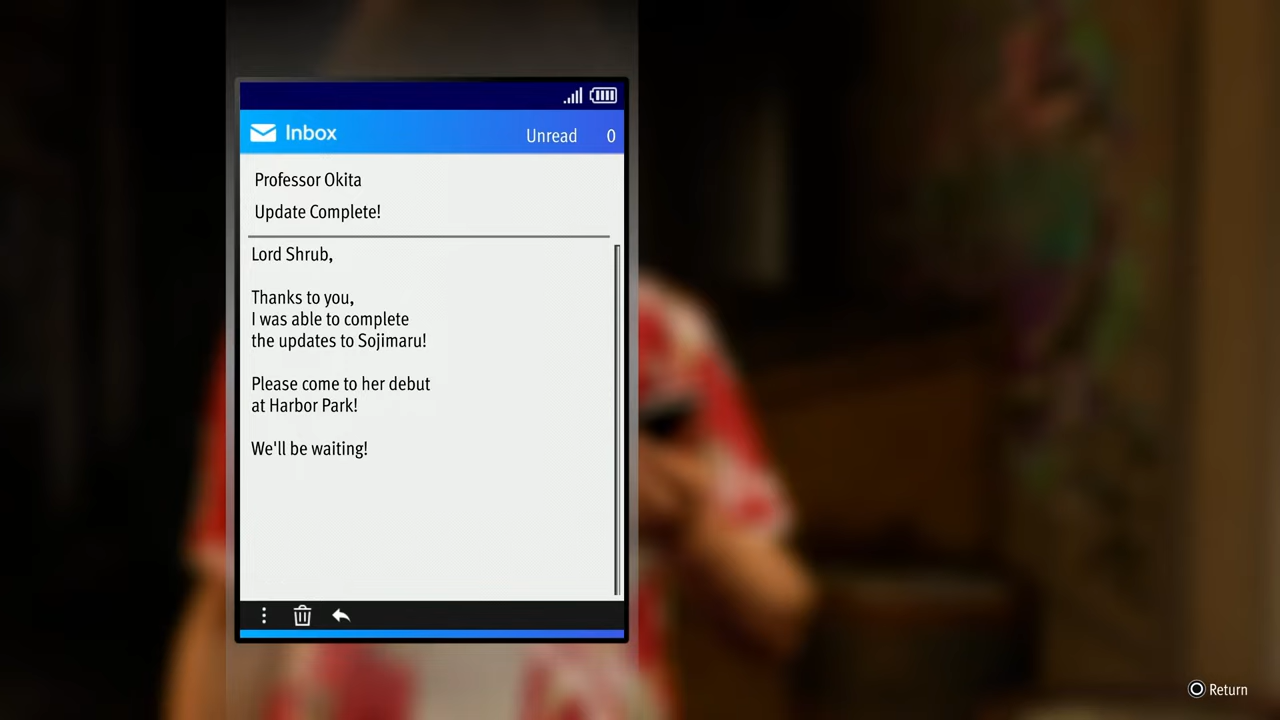 Inbox
Unread 0
Professor Okita
Update Complete!
Lord Shrub,
Thanks to you,
I was able to complete
the updates to Sojimaru!
Please come to her debut
at Harbor Park!
We'll be waiting!
Return